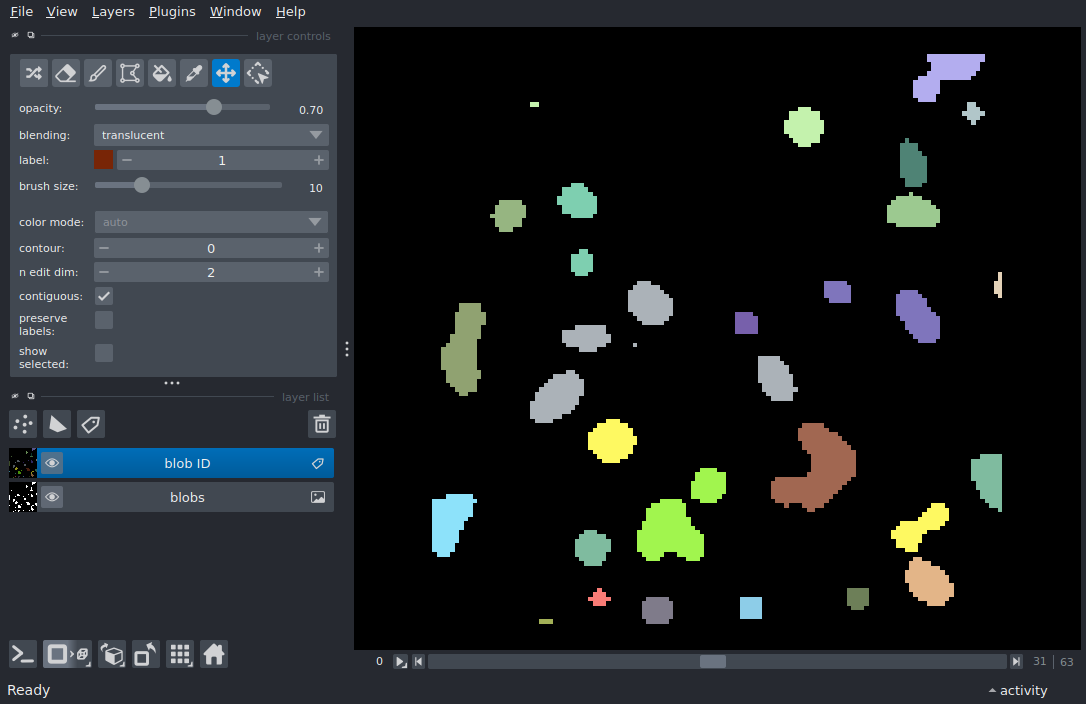 File View Layers Plugins Window Help
layer controls
opacity: 0.70
blending: translucent
label: 1
brush size: 10
color mode: auto
contour: 0
n edit dim: 2
contiguous:
preserve
labels:
show
selected:
layer list
blob ID
blobs
0 31 63
Ready activity